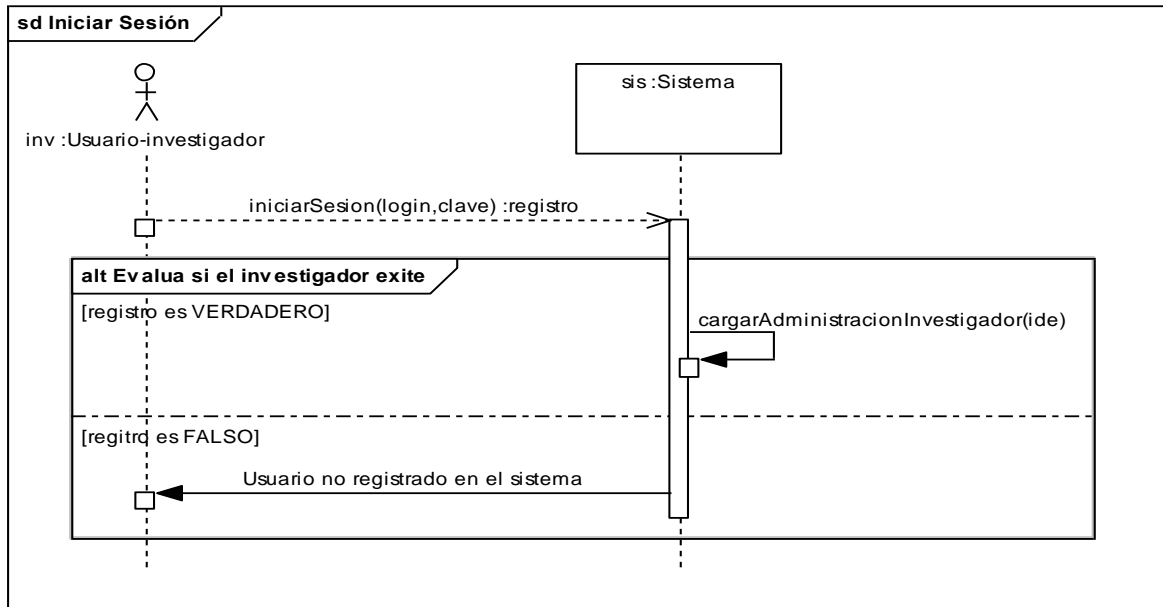 sd Iniciar Sesión
sis :Sistema
inv :Usuario-investigador
iniciarSesion(login,clave) :registro
alt Evalua si el investigador exite
[registro es VERDADERO]
cargarAdministracionInvestigador(ide)
[regitro es FALSO]
Usuario no registrado en el sistema